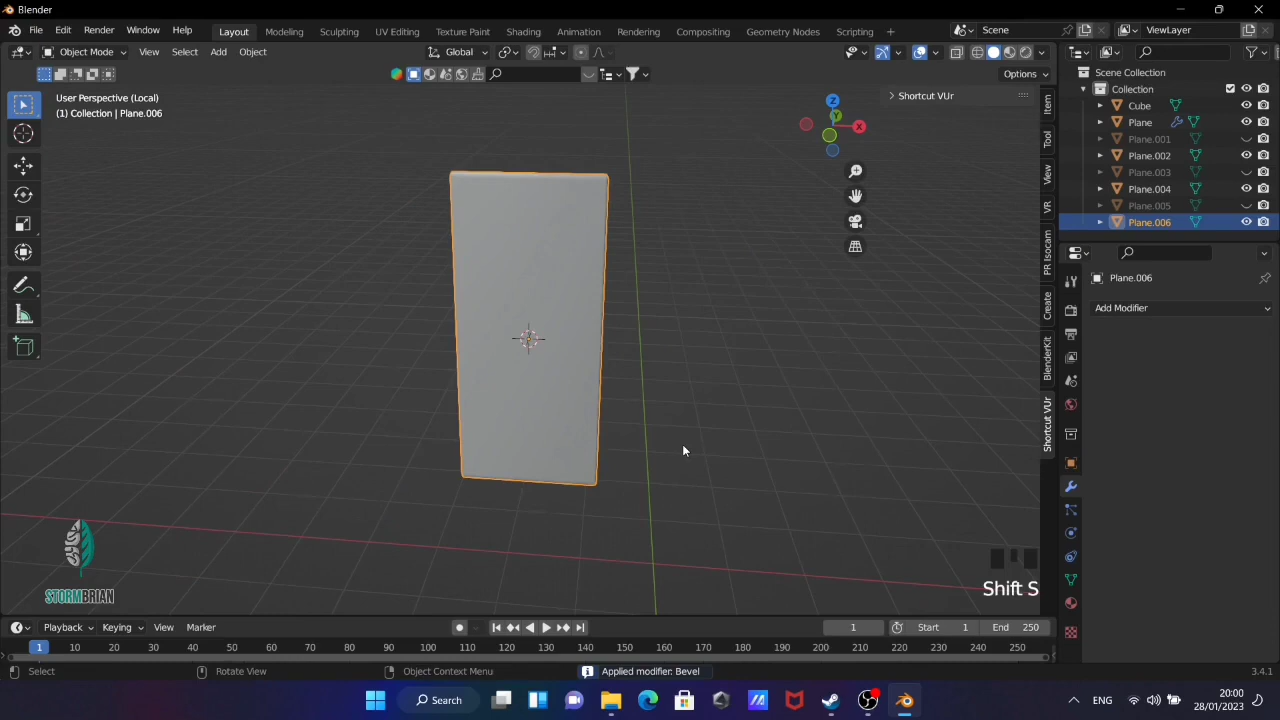 Blender
File Edit Render Window Help Layout Modeling Sculpting UV Editing Texture Paint Shading Animation Rendering Compositing Geometry Nodes Scripting + Scene ViewLayer
Object Mode View Select Add Object Global
Options
User Perspective (Local)
(1) Collection | Plane.006
Shortcut VUr
Z
Y
X
Item
Tool
View
VR
PR Isocam
Create
BlenderKit
Shortcut VUr
Scene Collection
Collection
Cube
Plane
Plane.001
Plane.002
Plane.003
Plane.004
Plane.005
Plane.006
Plane.006
Add Modifier
STORMBRIAN
Shift S
Playback Keying View Marker 1 Start 1 End 250
1 10 20 30 40 50 60 70 80 90 100 110 120 130 140 150 160 170 180 190 200 210 220 230 240 250
Select Rotate View Object Context Menu Applied modifier: Bevel 3.4.1
Search ENG 20:00
28/01/2023